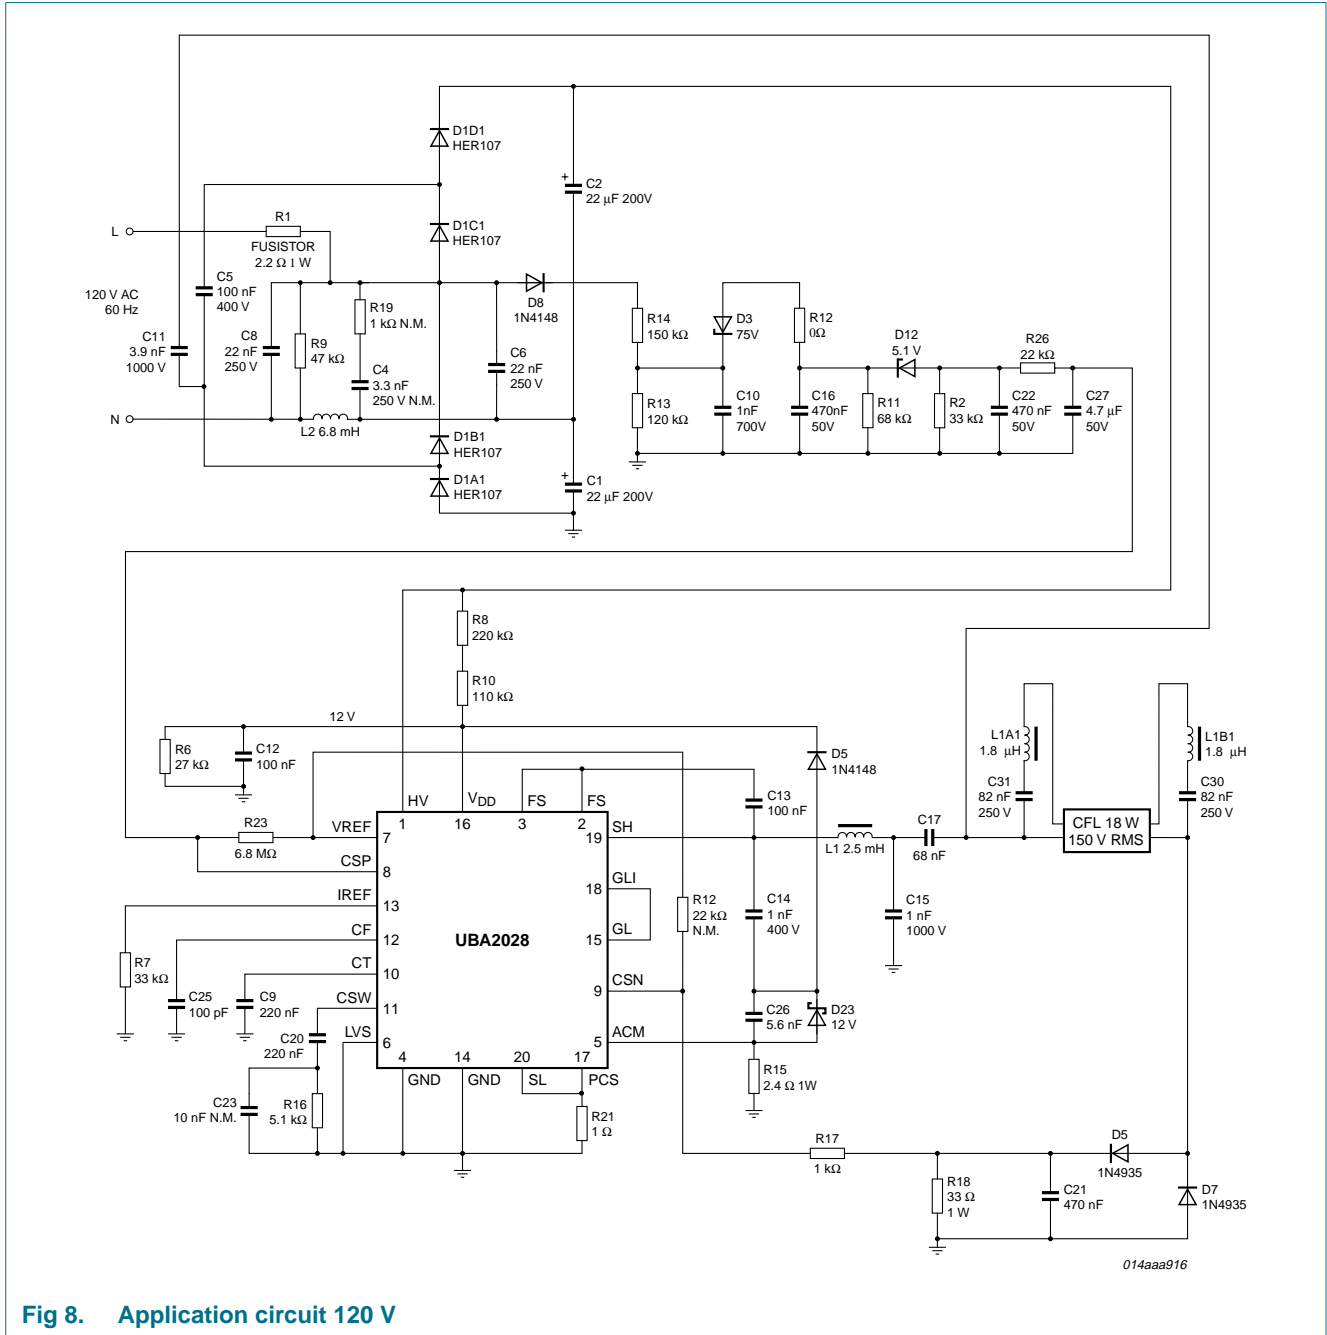 D1D1
HER107
C2
22 μF 200V
R1
L
FUSISTOR
2.2 Ω 1 W
D1C1
HER107
C5
100 nF
400 V
120 V AC
60 Hz
D8
1N4148
R19
1 kΩ N.M.
C11
3.9 nF
1000 V
C8
22 nF
250 V
R9
47 kΩ
C4
3.3 nF
250 V N.M.
C6
22 nF
250 V
R14
150 kΩ
D3
75V
R12
0Ω
D12
5.1 V
R26
22 kΩ
R13
120 kΩ
C10
1nF
700V
C16
470nF
50V
R11
68 kΩ
R2
33 kΩ
C22
470 nF
50V
C27
4.7 μF
50V
N
L2 6.8 mH
D1B1
HER107
D1A1
HER107
C1
22 μF 200V
R8
220 kΩ
R10
110 kΩ
12 V
R6
27 kΩ
C12
100 nF
D5
1N4148
L1A1
1.8 μH
L1B1
1.8 μH
C31
82 nF
250 V
C30
82 nF
250 V
C13
100 nF
HV
VDD
FS
FS
1
16
3
2
R23
6.8 MΩ
VREF
7
SH
19
L1 2.5 mH
C17
68 nF
CFL 18 W
150 V RMS
CSP
8
GLI
18
IREF
13
R12
22 kΩ
N.M.
C14
1 nF
400 V
C15
1 nF
1000 V
CF
12
UBA2028
GL
15
R7
33 kΩ
CT
10
C25
100 pF
C9
220 nF
CSW
11
CSN
9
C26
5.6 nF
D23
12 V
C20
220 nF
LVS
6
ACM
5
4
14
20
17
GND
GND
SL
PCS
R15
2.4 Ω 1W
C23
10 nF N.M.
R16
5.1 kΩ
R21
1 Ω
R17
1 kΩ
D5
1N4935
R18
33 Ω
1 W
C21
470 nF
D7
1N4935
014aaa916
Fig 8. Application circuit 120 V